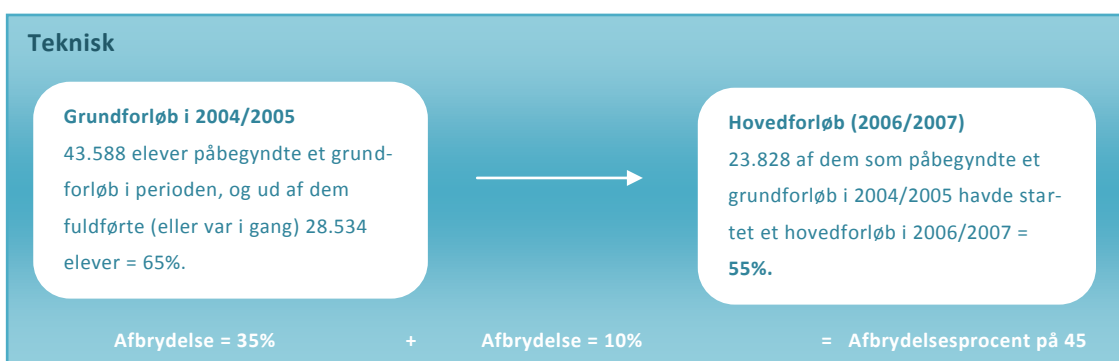 Teknisk
Grundforløb i 2004/2005
43.588 elever påbegyndte et grund-
forløb i perioden, og ud af dem
fuldførte (eller var i gang) 28.534
elever = 65%.
Hovedforløb (2006/2007)
23.828 af dem som påbegyndte et
grundforløb i 2004/2005 havde star-
tet et hovedforløb i 2006/2007 =
55%.
Afbrydelse = 35% + Afbrydelse = 10% = Afbrydelsesprocent på 45